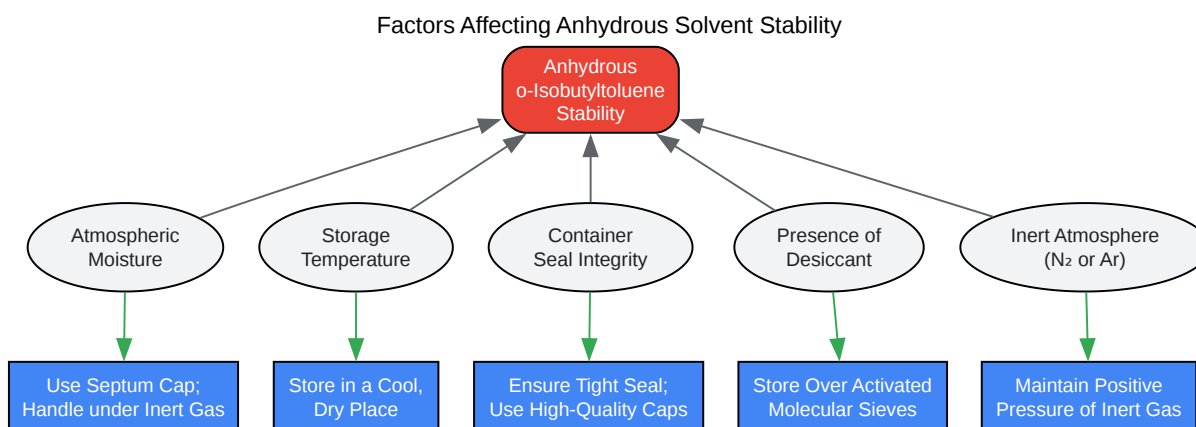 Factors Affecting Anhydrous Solvent Stability
Anhydrous
o-Isobutyltoluene
Stability
Atmospheric
Moisture
Storage
Temperature
Container
Seal Integrity
Presence of
Desiccant
Inert Atmosphere
(N₂ or Ar)
Use Septum Cap;
Handle under Inert Gas
Store in a Cool,
Dry Place
Ensure Tight Seal;
Use High-Quality Caps
Store Over Activated
Molecular Sieves
Maintain Positive
Pressure of Inert Gas